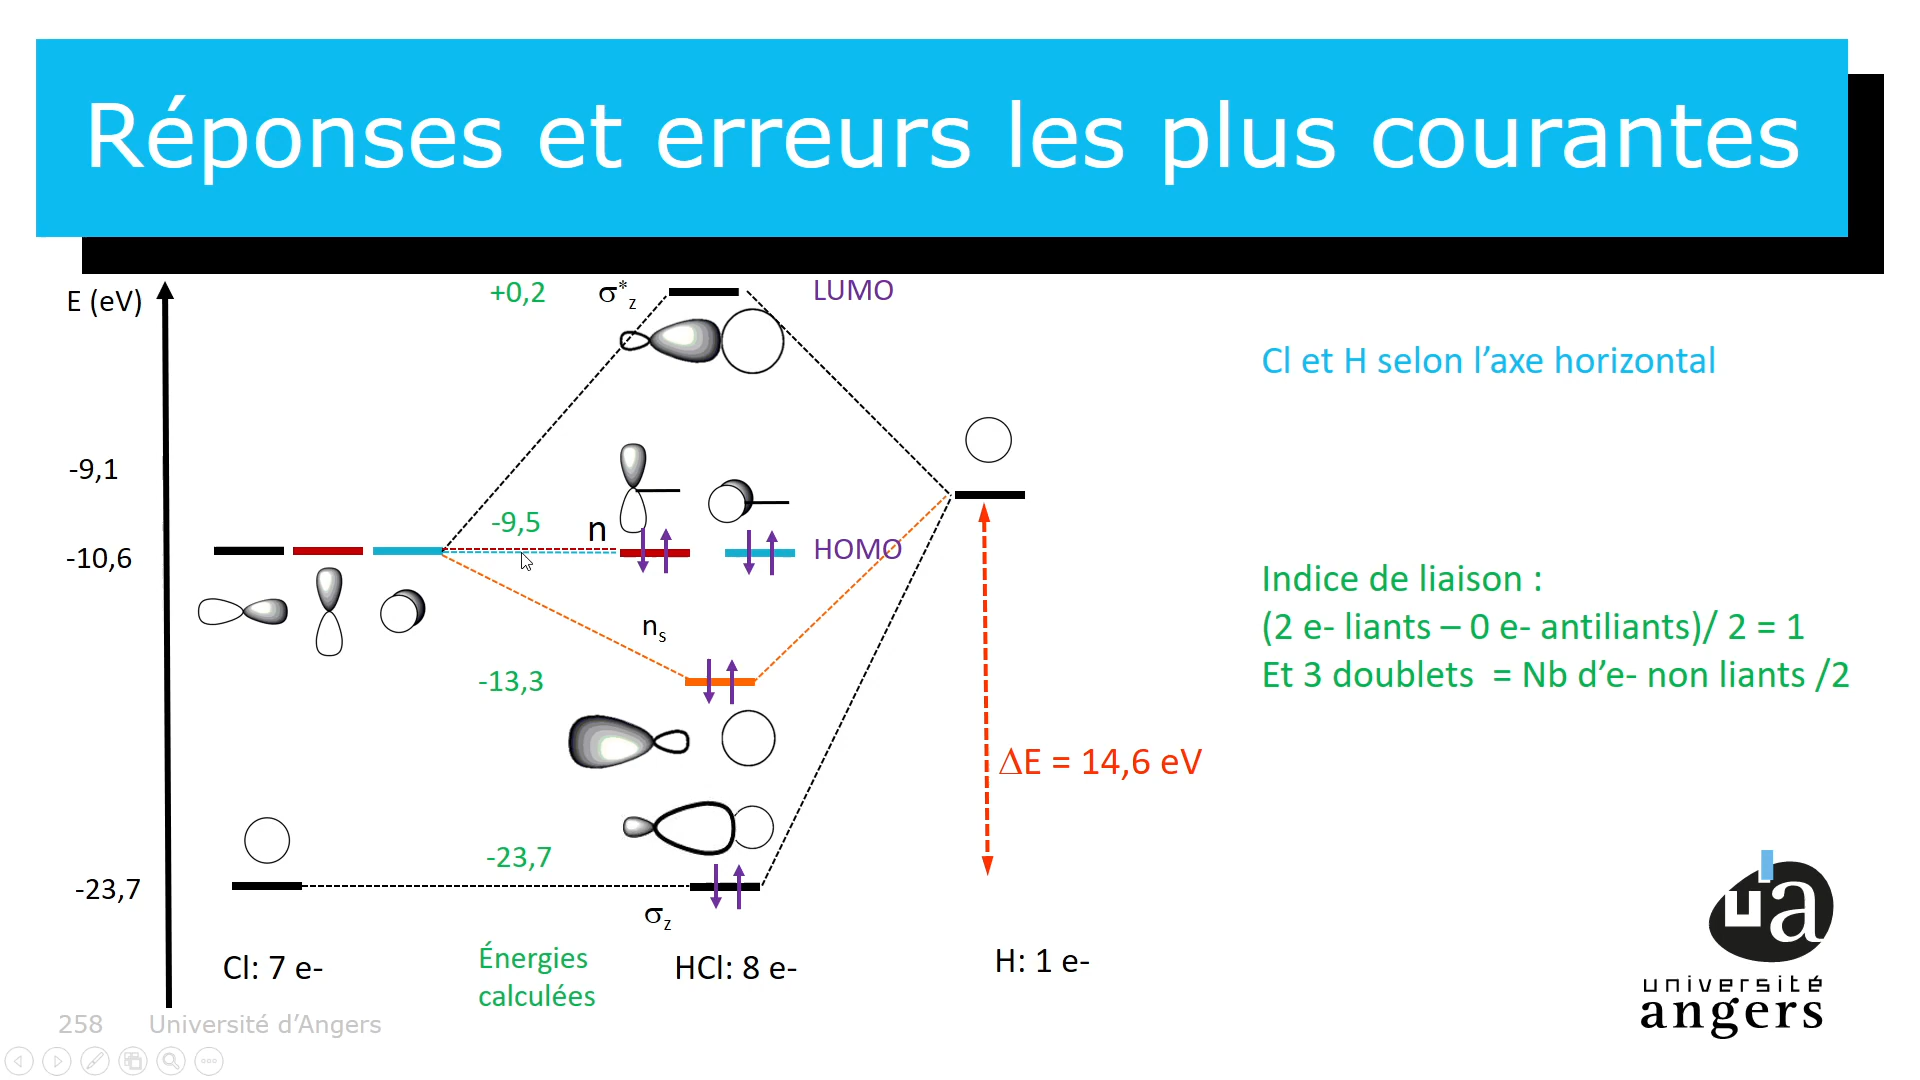 Réponses et erreurs les plus courantes
E (eV)
+0,2
σ*z
LUMO
Cl et H selon l’axe horizontal
-9,1
-9,5
n
HOMO
-10,6
Indice de liaison :
(2 e- liants – 0 e- antiliants)/ 2 = 1
Et 3 doublets = Nb d’e- non liants /2
ns
-13,3
ΔE = 14,6 eV
-23,7
-23,7
σz
Cl: 7 e-
Énergies
calculées
HCl: 8 e-
H: 1 e-
ua
université
angers
258
Université d’Angers